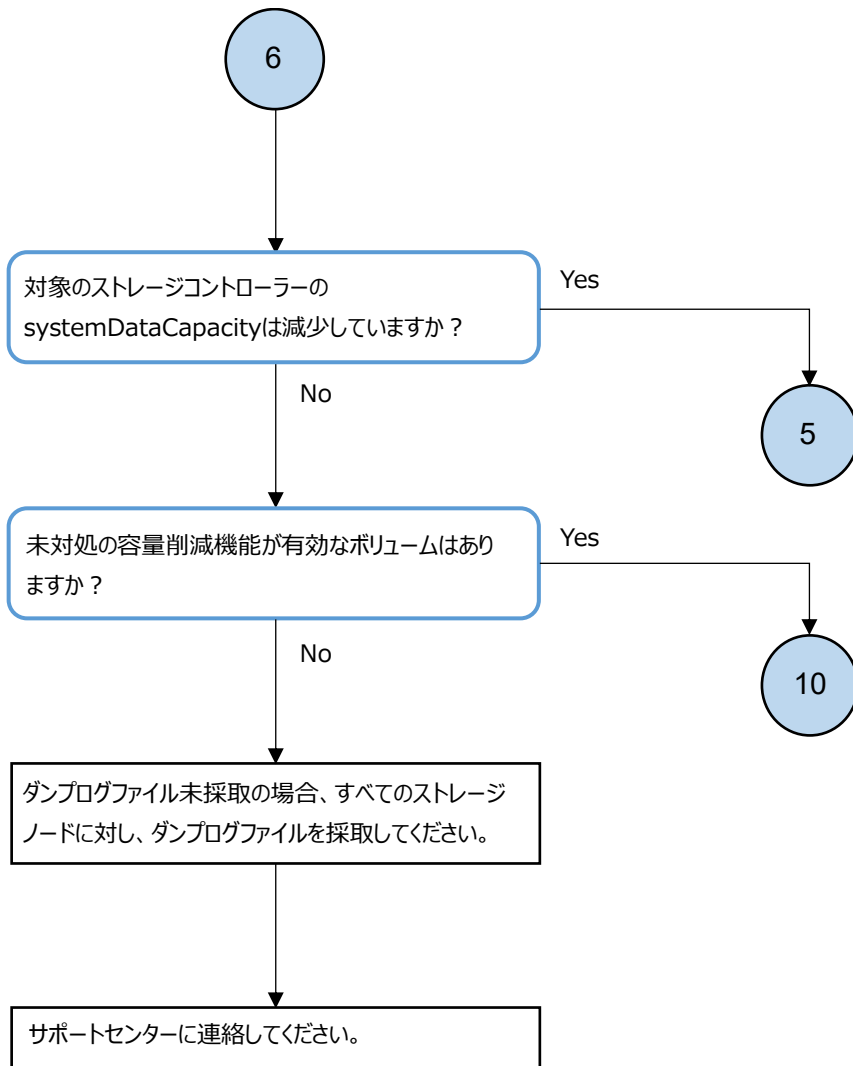 6
対象のストレージコントローラーの
systemDataCapacityは減少していますか？
Yes
No
5
未対処の容量削減機能が有効なボリュームはあり
ますか？
Yes
No
10
ダンプログファイル未採取の場合、すべてのストレージ
ノードに対し、ダンプログファイルを採取してください。
サポートセンターに連絡してください。